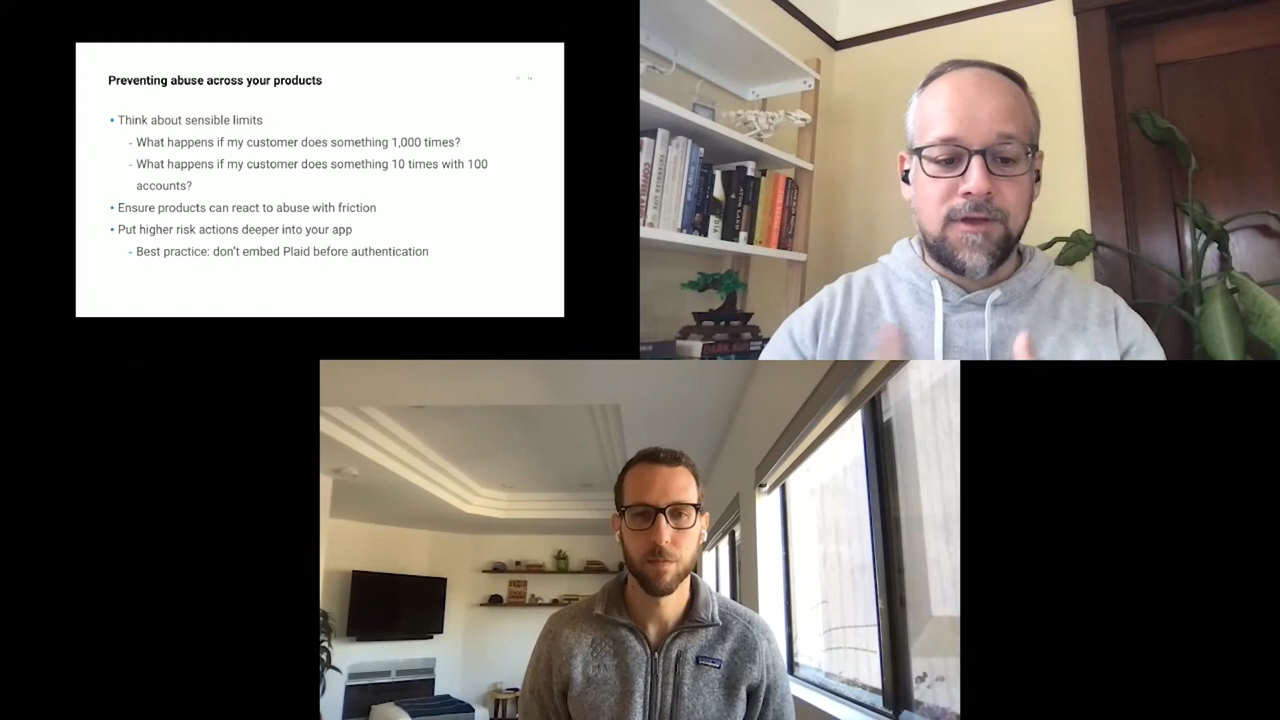 Preventing abuse across your products
• Think about sensible limits
- What happens if my customer does something 1,000 times?
- What happens if my customer does something 10 times with 100
accounts?
• Ensure products can react to abuse with friction
• Put higher risk actions deeper into your app
- Best practice: don't embed Plaid before authentication
patagonia